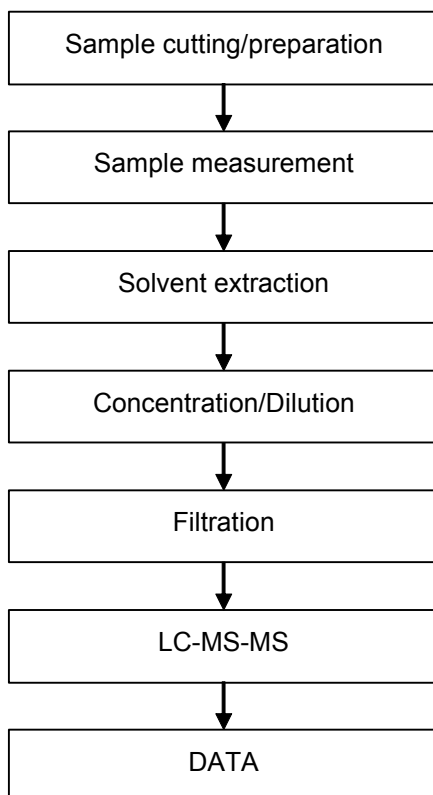 Sample cutting/preparation
Sample measurement
Solvent extraction
Concentration/Dilution
Filtration
LC-MS-MS
DATA